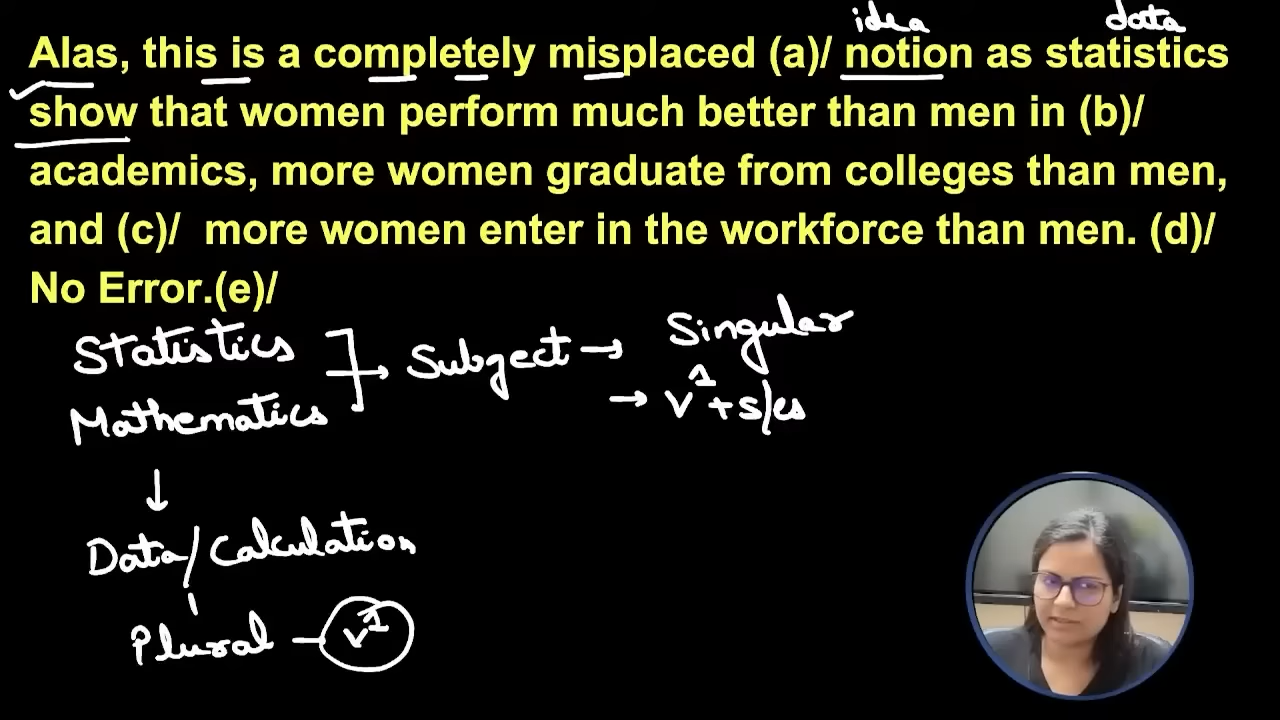 idea data
Alas, this is a completely misplaced (a)/ notion as statistics
show that women perform much better than men in (b)/
academics, more women graduate from colleges than men,
and (c)/ more women enter in the workforce than men. (d)/
No Error.(e)/
Statistics
Mathematics
Subject → Singular
→ V1+s/es
↓
Data/Calculation
Plural – V1